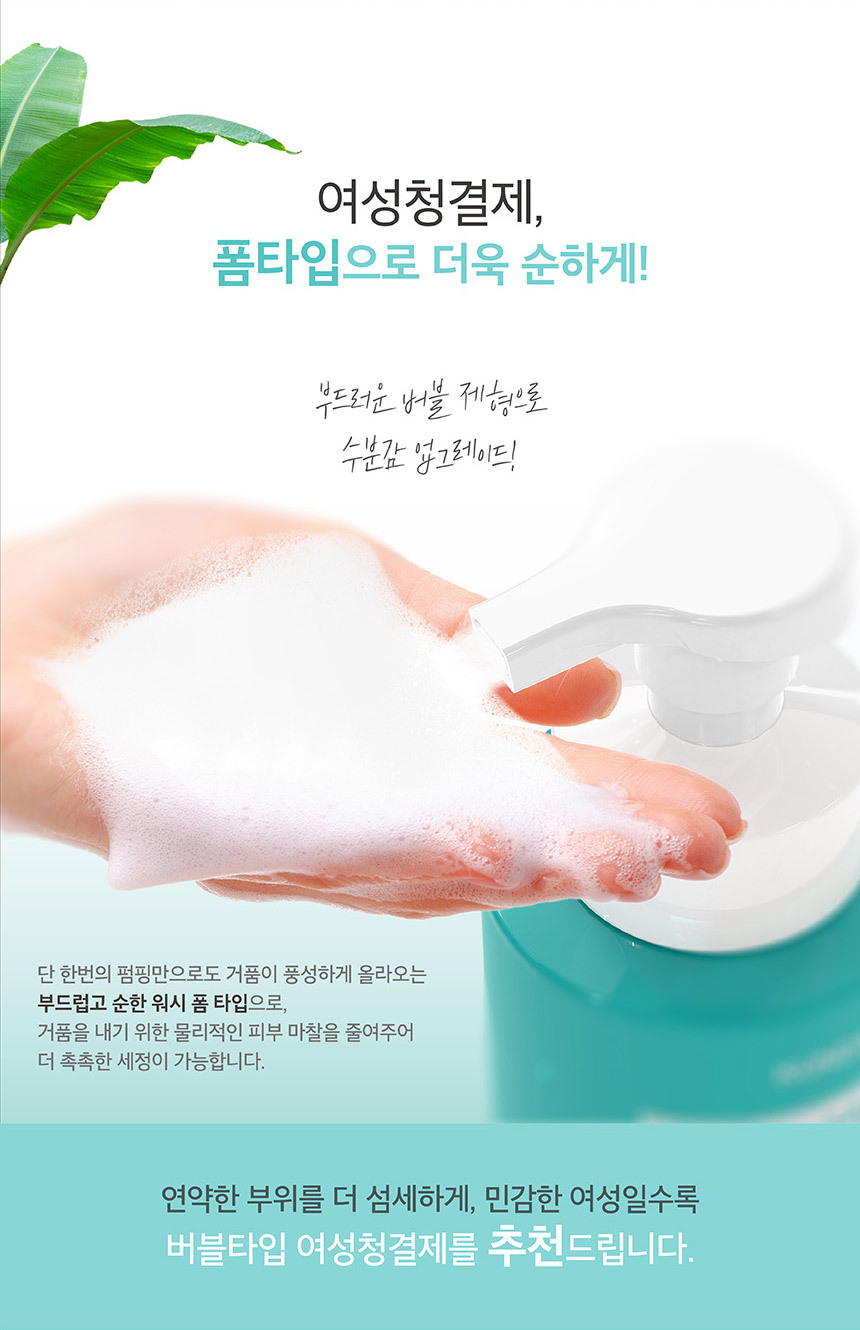 여성청결제,
폼타입으로 더욱 순하게!
부드러운 버블 제형으로
수분감 업그레이드!
단 한번의 펌핑만으로도 거품이 풍성하게 올라오는
부드럽고 순한 워시 폼 타입으로,
거품을 내기 위한 물리적인 피부 마찰을 줄여주어
더 촉촉한 세정이 가능합니다.
연약한 부위를 더 섬세하게, 민감한 여성일수록
버블타입 여성청결제를 추천드립니다.